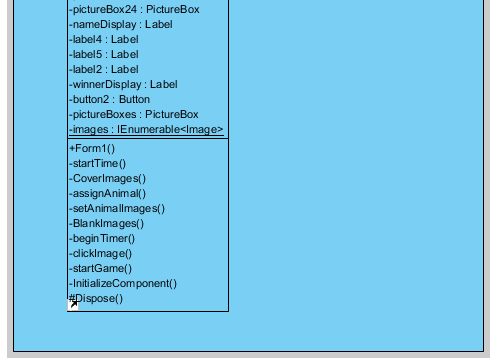 -pictureBox24 : PictureBox
-nameDisplay : Label
-label4 : Label
-label5 : Label
-label2 : Label
-winnerDisplay : Label
-button2 : Button
-pictureBoxes : PictureBox
-images : IEnumerable<Image>
+Form1()
-startTime()
-CoverImages()
-assignAnimal()
-setAnimalImages()
-BlankImages()
-beginTimer()
-clickImage()
-startGame()
-InitializeComponent()
#Dispose()